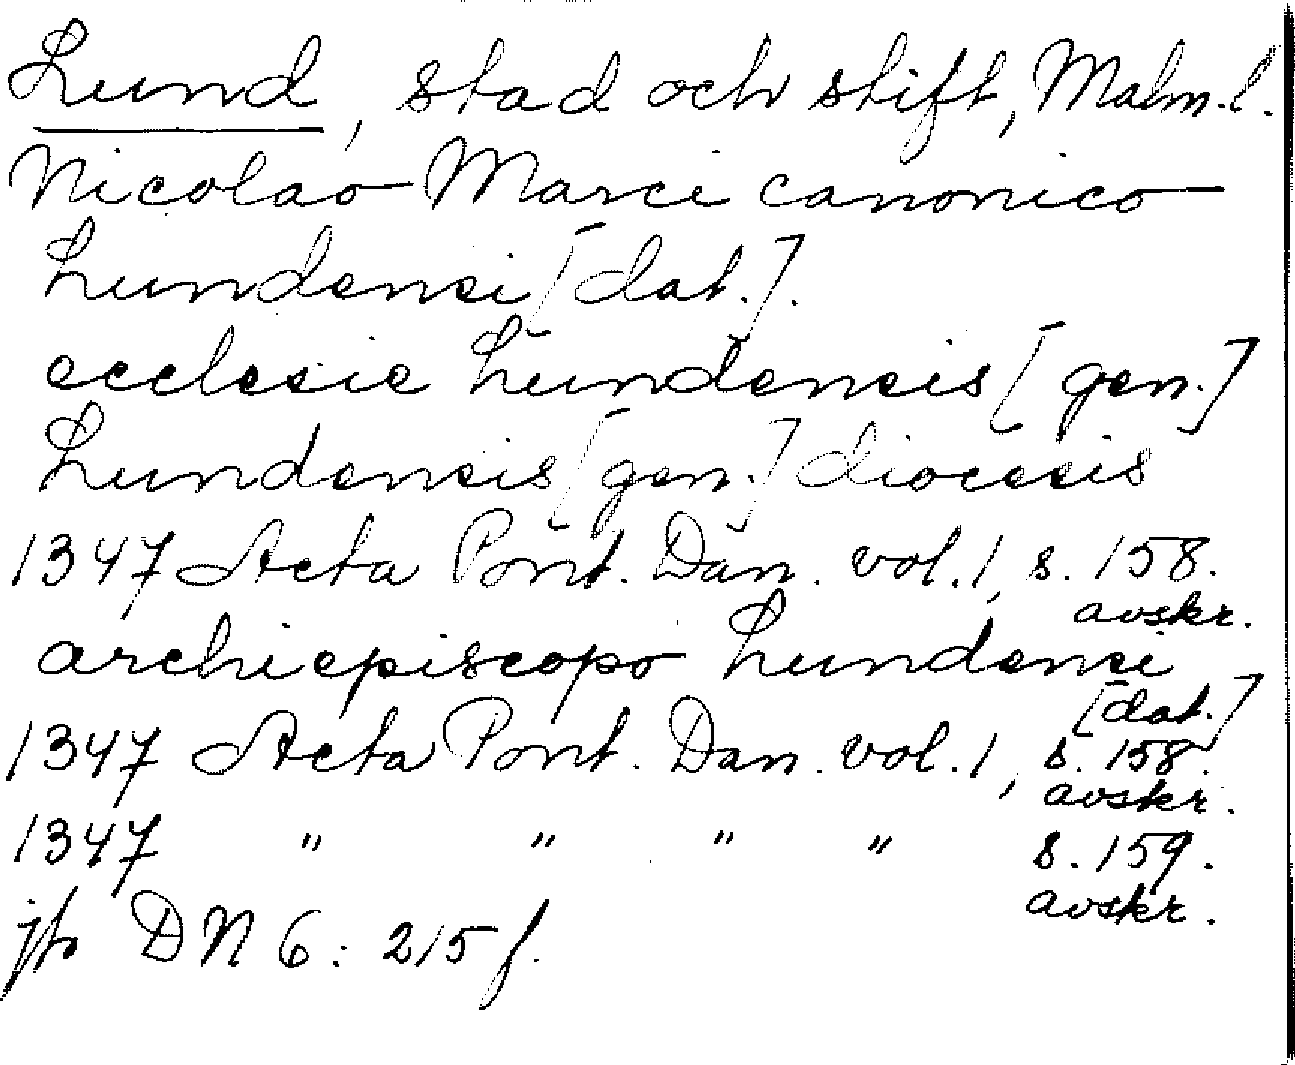 Lund, stad och stift, Malm.l.
Nicolao Marci canonico
Lundensi [dat.].
ecclesie Lundensis [gen.]
Lundensis [gen.] diocesis
1347 Acta Pont. Dan. vol. 1, s. 158.
avskr.
archiepiscopo Lundensi
[dat.]
1347 Acta Pont. Dan. vol. 1, s. 158.
avskr.
1347 " " " " s. 159.
avskr.
jfr DN 6: 215 f.